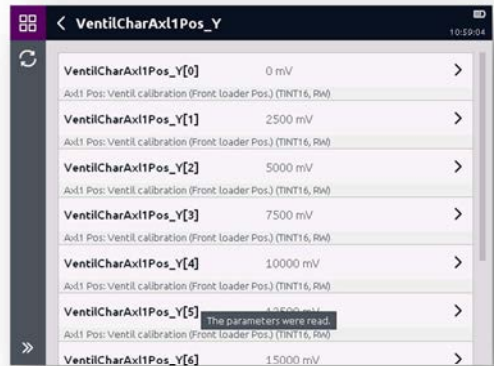 VentilCharAxl1Pos_Y
10:59:04
VentilCharAxl1Pos_Y[0] 0 mV
Axl1 Pos: Ventil calibration (Front loader Pos.) (TINT16, RW)
VentilCharAxl1Pos_Y[1] 2500 mV
Axl1 Pos: Ventil calibration (Front loader Pos.) (TINT16, RW)
VentilCharAxl1Pos_Y[2] 5000 mV
Axl1 Pos: Ventil calibration (Front loader Pos.) (TINT16, RW)
VentilCharAxl1Pos_Y[3] 7500 mV
Axl1 Pos: Ventil calibration (Front loader Pos.) (TINT16, RW)
VentilCharAxl1Pos_Y[4] 10000 mV
Axl1 Pos: Ventil calibration (Front loader Pos.) (TINT16, RW)
VentilCharAxl1Pos_Y[5] 12500 mV
The parameters were read.
Axl1 Pos: Ventil calibration (Front loader Pos.) (TINT16, RW)
VentilCharAxl1Pos_Y[6] 15000 mV